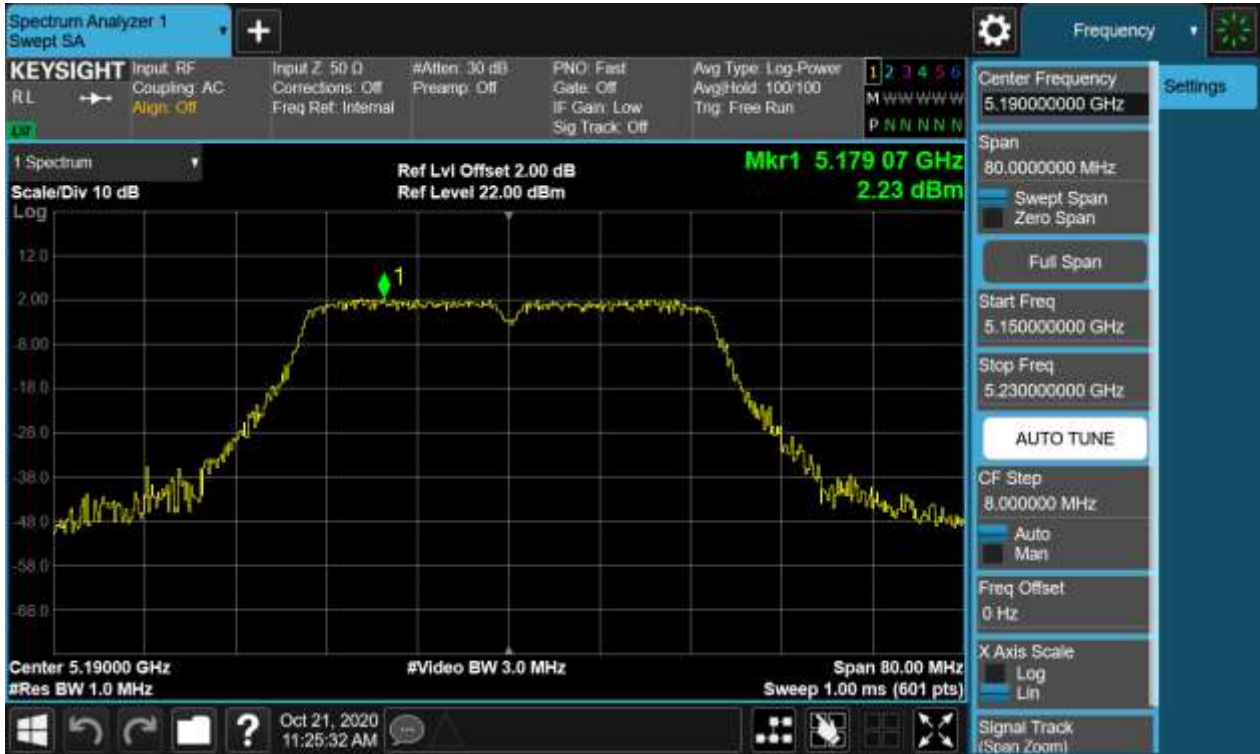 Spectrum Analyzer 1
Swept SA
+
Frequency
KEYSIGHT
RL
Input: RF
Coupling: AC
Align: Off
Input Z: 50 Ω
Corrections: Off
Freq Ref: Internal
#Atten: 30 dB
Preamp: Off
PNO: Fast
Gate: Off
IF Gain: Low
Sig Track: Off
Avg Type: Log-Power
Avg|Hold: 100/100
Trig: Free Run
1 2 3 4 5 6
M W W W W W
P N N N N N
1 Spectrum
Scale/Div 10 dB
Ref Lvl Offset 2.00 dB
Ref Level 22.00 dBm
Mkr1 5.179 07 GHz
2.23 dBm
Log
12.0
2.00
-8.00
-18.0
-28.0
-38.0
-48.0
-58.0
-68.0
1
Center 5.19000 GHz
#Res BW 1.0 MHz
#Video BW 3.0 MHz
Span 80.00 MHz
Sweep 1.00 ms (601 pts)
?
Oct 21, 2020
11:25:32 AM
Center Frequency
5.190000000 GHz
Settings
Span
80.0000000 MHz
Swept Span
Zero Span
Full Span
Start Freq
5.150000000 GHz
Stop Freq
5.230000000 GHz
AUTO TUNE
CF Step
8.000000 MHz
Auto
Man
Freq Offset
0 Hz
X Axis Scale
Log
Lin
Signal Track
(Span Zoom)